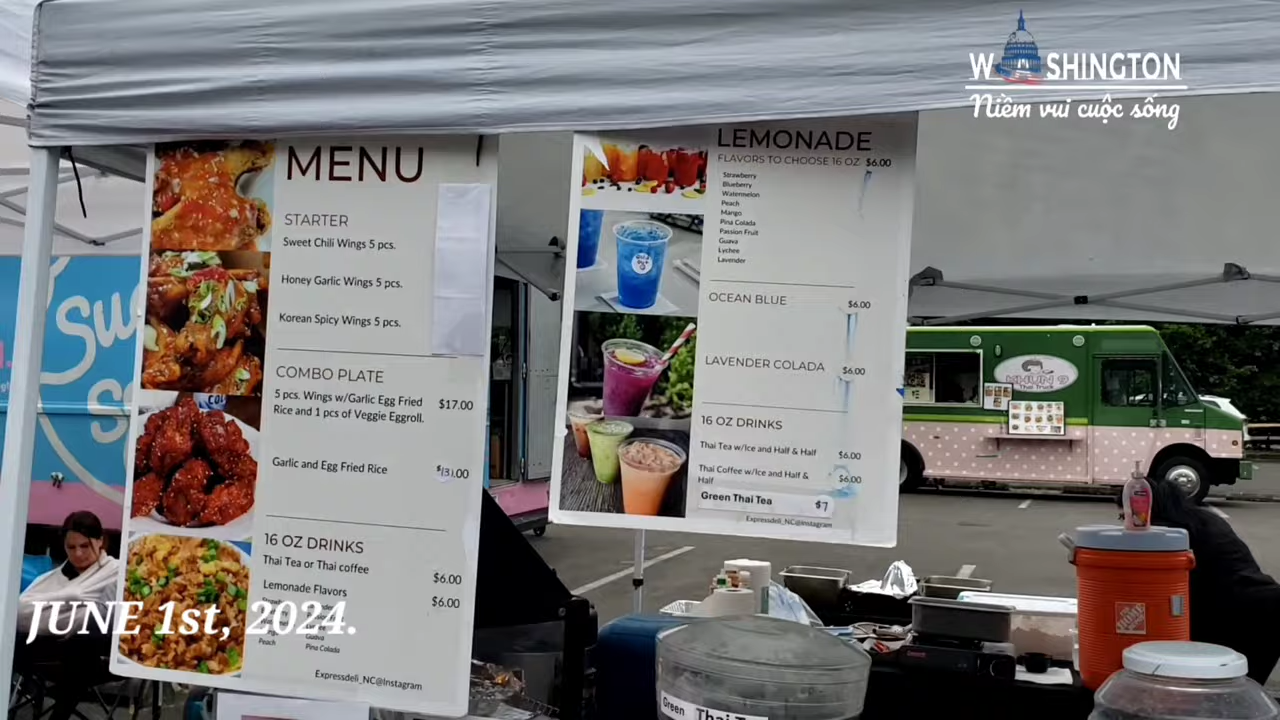 WASHINGTON
Niềm vui cuộc sống
MENU
STARTER
Sweet Chili Wings 5 pcs.
Honey Garlic Wings 5 pcs.
Korean Spicy Wings 5 pcs.
COMBO PLATE
5 pcs. Wings w/Garlic Egg Fried $17.00
Rice and 1 pcs of Veggie Eggroll.
Garlic and Egg Fried Rice
16 OZ DRINKS
Thai Tea or Thai coffee $6.00
Lemonade Flavors $6.00
Peach
Guava
Pina Colada
Expressdeli_NC@Instagram
LEMONADE
FLAVORS TO CHOOSE 16 OZ $6.00
Strawberry
Blueberry
Watermelon
Peach
Mango
Pina Colada
Passion Fruit
Guava
Lychee
Lavender
OCEAN BLUE $6.00
LAVENDER COLADA $6.00
16 OZ DRINKS
Thai Tea w/Ice and Half & Half $6.00
Thai Coffee w/Ice and Half & $6.00
Half
Green Thai Tea $7
Expressdeli_NC@Instagram
KHUN 9
Thai Truck
Green Thai
JUNE 1st, 2024.